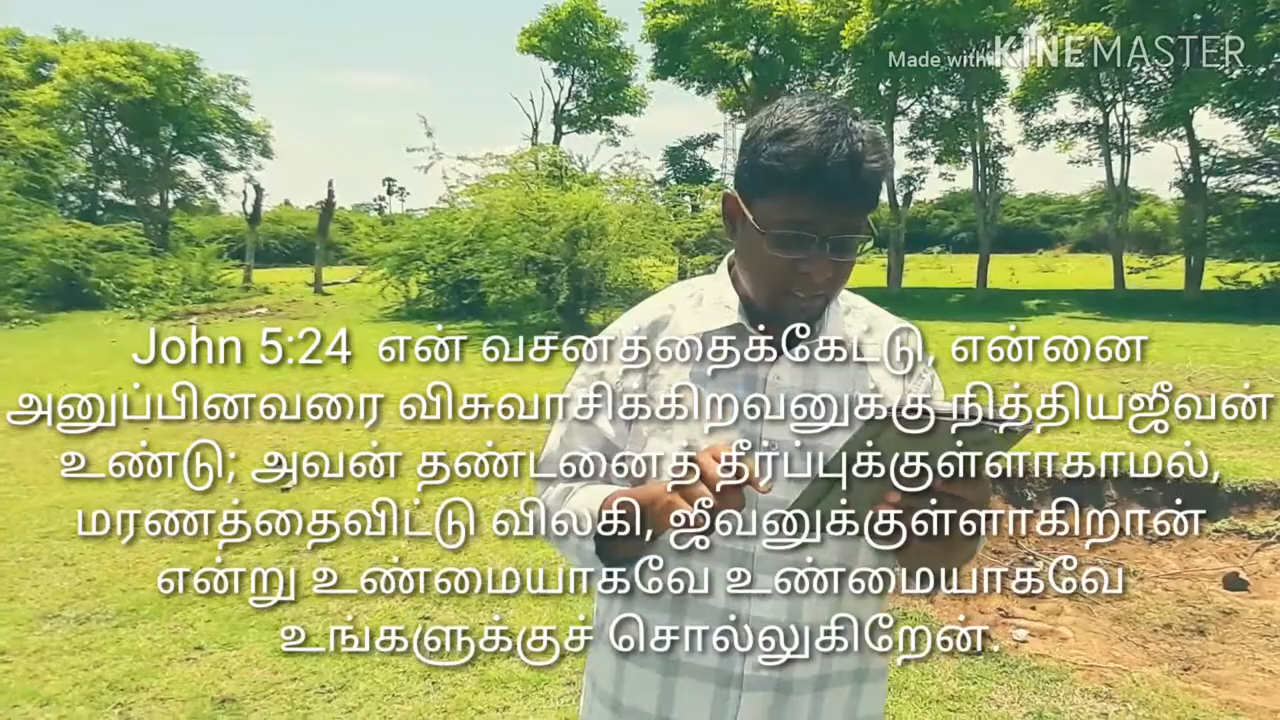 Made with KINEMASTER
John 5:24 என் வசனத்தைக்கேட்டு, என்னை
அனுப்பினவரை விசுவாசிக்கிறவனுக்கு நித்தியஜீவன்
உண்டு; அவன் தண்டனைத் தீர்ப்புக்குள்ளாகாமல்,
மரணத்தைவிட்டு விலகி, ஜீவனுக்குள்ளாகிறான்
என்று உண்மையாகவே உண்மையாகவே
உங்களுக்குச் சொல்லுகிறேன்.